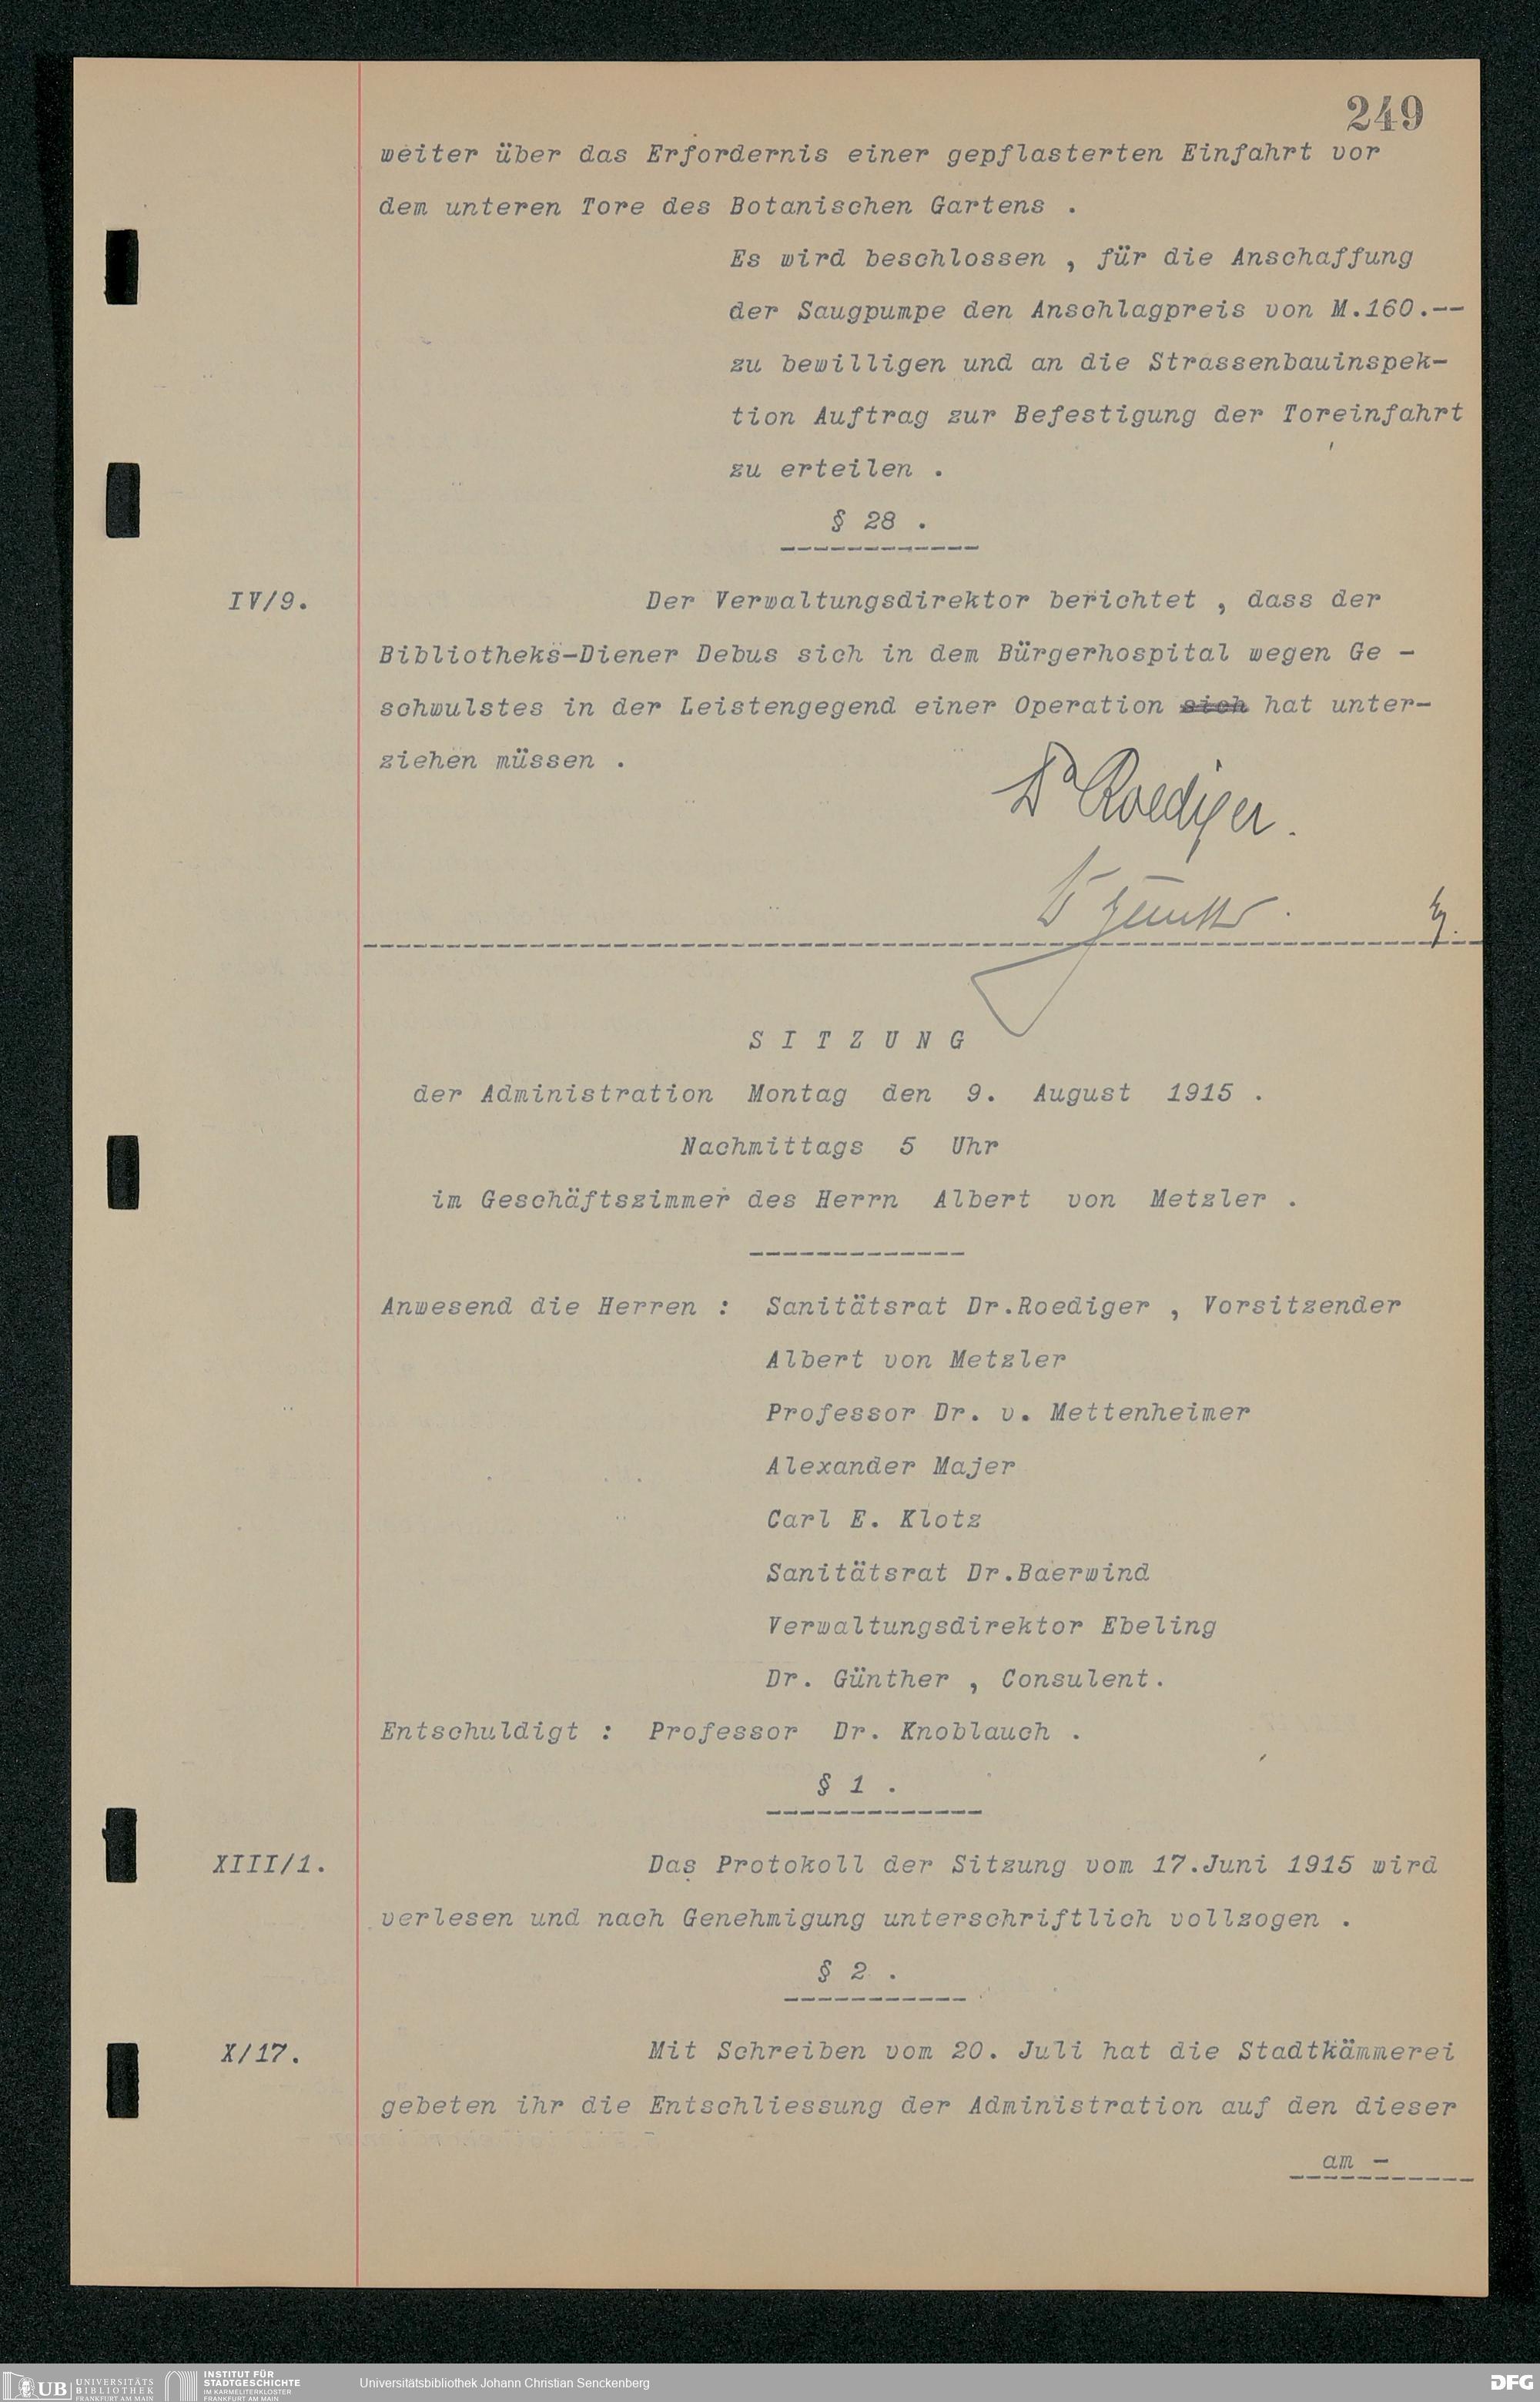 249
weiter über das Erfordernis einer gepflasterten Einfahrt vor
dem unteren Tore des Botanischen Gartens .
Es wird beschlossen , für die Anschaffung
der Saugpumpe den Anschlagpreis von M.160.--
zu bewilligen und an die Strassenbauinspek-
tion Auftrag zur Befestigung der Toreinfahrt
zu erteilen .
§ 28 .
IV/9. Der Verwaltungsdirektor berichtet , dass der
Bibliotheks-Diener Debus sich in dem Bürgerhospital wegen Ge -
schwulstes in der Leistengegend einer Operation sich hat unter-
ziehen müssen .
Dr Roediger.
SITZUNG
der Administration Montag den 9. August 1915 .
Nachmittags 5 Uhr
im Geschäftszimmer des Herrn Albert von Metzler .
Anwesend die Herren : Sanitätsrat Dr.Roediger , Vorsitzender
Albert von Metzler
Professor Dr. v. Mettenheimer
Alexander Majer
Carl E. Klotz
Sanitätsrat Dr.Baerwind
Verwaltungsdirektor Ebeling
Dr. Günther , Consulent.
Entschuldigt : Professor Dr. Knoblauch .
§ 1 .
XIII/1. Das Protokoll der Sitzung vom 17.Juni 1915 wird
verlesen und nach Genehmigung unterschriftlich vollzogen .
§ 2 .
X/17. Mit Schreiben vom 20. Juli hat die Stadtkämmerei
gebeten ihr die Entschliessung der Administration auf den dieser
am -
UB UNIVERSITÄTS
BIBLIOTHEK
FRANKFURT AM MAIN
INSTITUT FÜR
STADTGESCHICHTE
IM KARMELITERKLOSTER
FRANKFURT AM MAIN
Universitätsbibliothek Johann Christian Senckenberg
DFG